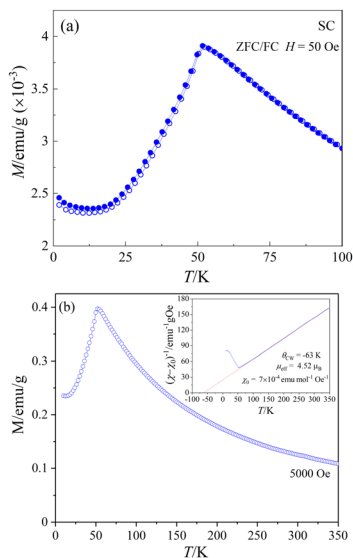 (a)
SC
ZFC/FC H = 50 Oe
M/emu/g (×10⁻³)
4
3.5
3
2.5
2
0 25 50 75 100
T/K
(b)
M/emu/g
0.4
0.3
0.2
0.1
0
0 50 100 150 200 250 300 350
T/K
5000 Oe
(χ−χ₀)⁻¹/emu⁻¹gOe
180
150
120
90
60
30
0
-100 -50 0 50 100 150 200 250 300 350
T/K
θCW = -63 K
μeff = 4.52 μB
χ₀ = 7×10⁻⁴ emu mol⁻¹ Oe⁻¹